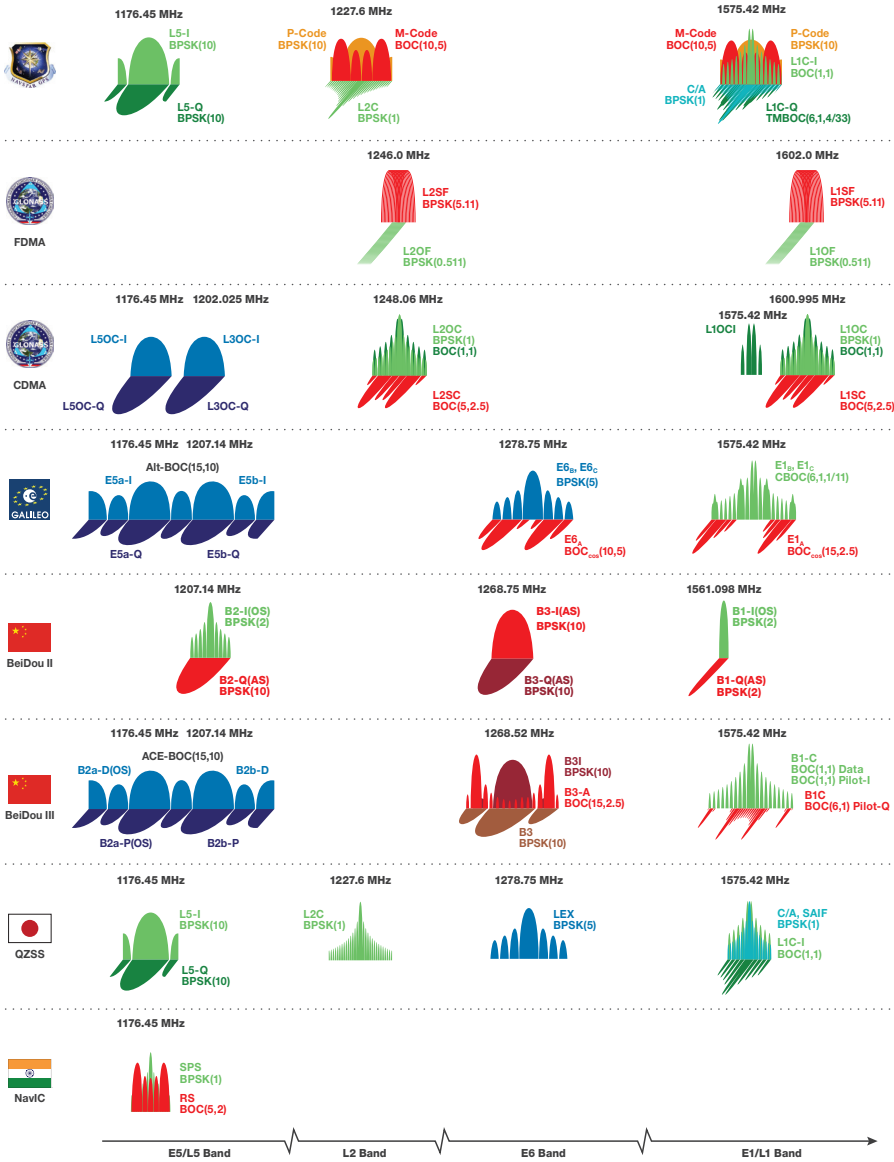 1176.45 MHz
1227.6 MHz
1575.42 MHz
L5-I
BPSK(10)
P-Code
BPSK(10)
M-Code
BOC(10,5)
M-Code
BOC(10,5)
P-Code
BPSK(10)
L1C-I
BOC(1,1)
NAVSTAR GPS
L5-Q
BPSK(10)
L2C
BPSK(1)
C/A
BPSK(1)
L1C-Q
TMBOC(6,1,4/33)
1246.0 MHz
1602.0 MHz
GLONASS
FDMA
L2SF
BPSK(5.11)
L1SF
BPSK(5.11)
L2OF
BPSK(0.511)
L1OF
BPSK(0.511)
1176.45 MHz
1202.025 MHz
1248.06 MHz
1575.42 MHz
1600.995 MHz
GLONASS
CDMA
L5OC-I
L3OC-I
L2OC
BPSK(1)
BOC(1,1)
L1OCI
L1OC
BPSK(1)
BOC(1,1)
L5OC-Q
L3OC-Q
L2SC
BOC(5,2.5)
L1SC
BOC(5,2.5)
1176.45 MHz
1207.14 MHz
1278.75 MHz
1575.42 MHz
Alt-BOC(15,10)
GALILEO
E5a-I
E5b-I
E6B, E6C
BPSK(5)
E1B, E1C
CBOC(6,1,1/11)
E5a-Q
E5b-Q
E6A
BOCcos(10,5)
E1A
BOCcos(15,2.5)
1207.14 MHz
1268.75 MHz
1561.098 MHz
BeiDou II
B2-I(OS)
BPSK(2)
B3-I(AS)
BPSK(10)
B1-I(OS)
BPSK(2)
B2-Q(AS)
BPSK(10)
B3-Q(AS)
BPSK(10)
B1-Q(AS)
BPSK(2)
1176.45 MHz
1207.14 MHz
1268.52 MHz
1575.42 MHz
ACE-BOC(15,10)
BeiDou III
B2a-D(OS)
B2b-D
B3I
BPSK(10)
B3-A
BOC(15,2.5)
B1-C
BOC(1,1) Data
BOC(1,1) Pilot-I
B1C
BOC(6,1) Pilot-Q
B2a-P(OS)
B2b-P
B3
BPSK(10)
1176.45 MHz
1227.6 MHz
1278.75 MHz
1575.42 MHz
QZSS
L5-I
BPSK(10)
L2C
BPSK(1)
LEX
BPSK(5)
C/A, SAIF
BPSK(1)
L1C-I
BOC(1,1)
L5-Q
BPSK(10)
1176.45 MHz
NavIC
SPS
BPSK(1)
RS
BOC(5,2)
E5/L5 Band
L2 Band
E6 Band
E1/L1 Band